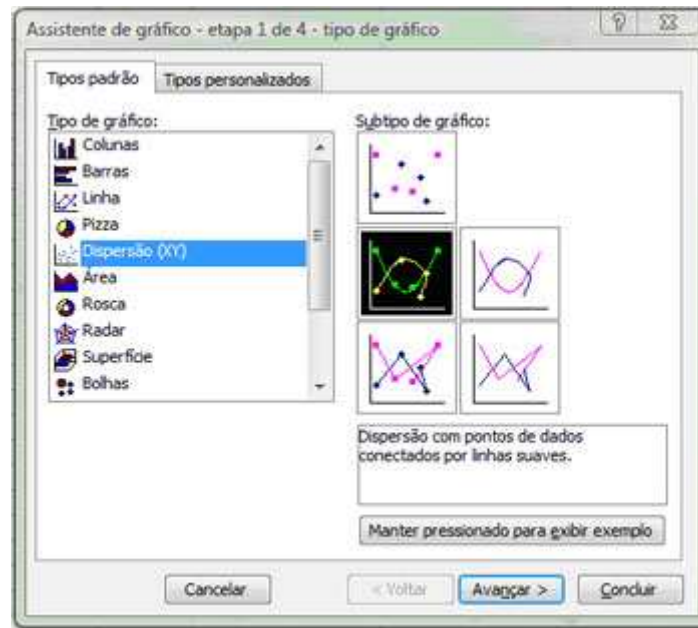 Assistente de gráfico - etapa 1 de 4 - tipo de gráfico
Tipos padrão
Tipos personalizados
Tipo de gráfico:
Colunas
Barras
Linha
Pizza
Dispersão (XY)
Área
Rosca
Radar
Superfície
Bolhas
Subtipo de gráfico:
Dispersão com pontos de dados
conectados por linhas suaves.
Manter pressionado para exibir exemplo
Cancelar
< Voltar
Avançar >
Concluir